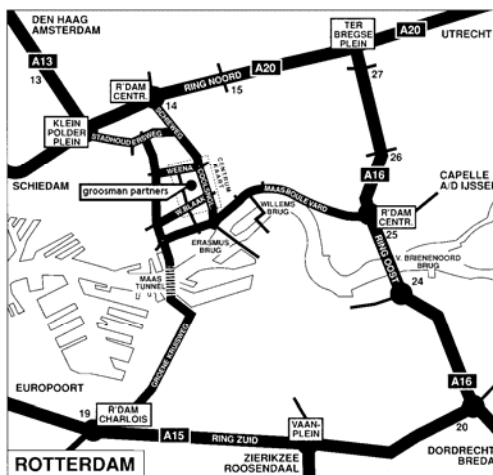 DEN HAAG
AMSTERDAM
TER
BREGSE
PLEIN
UTRECHT
A20
A13
13
R'DAM
CENTR.
14
RING NOORD
A20
15
27
KLEIN
POLDER
PLEIN
STADHOUDERSWEG
SCHIEWEG
26
SCHIEDAM
WEENA
COOLSINGEL
CENTRUM
KAART
groosman partners
W.BLAAK
A16
CAPELLE
A/D IJSSEL
MAASBOULEVARD
WILLEMS
BRUG
R'DAM
CENTR.
25
ERASMUS
BRUG
RING OOST
V. BRIENENOORD
BRUG
24
MAAS
TUNNEL
GROENE KRUISWEG
EUROPOORT
A16
19
R'DAM
CHARLOIS
A15
RING ZUID
VAAN-
PLEIN
20
ROTTERDAM
ZIERIKZEE
ROOSENDAAL
DORDRECHT
BREDA